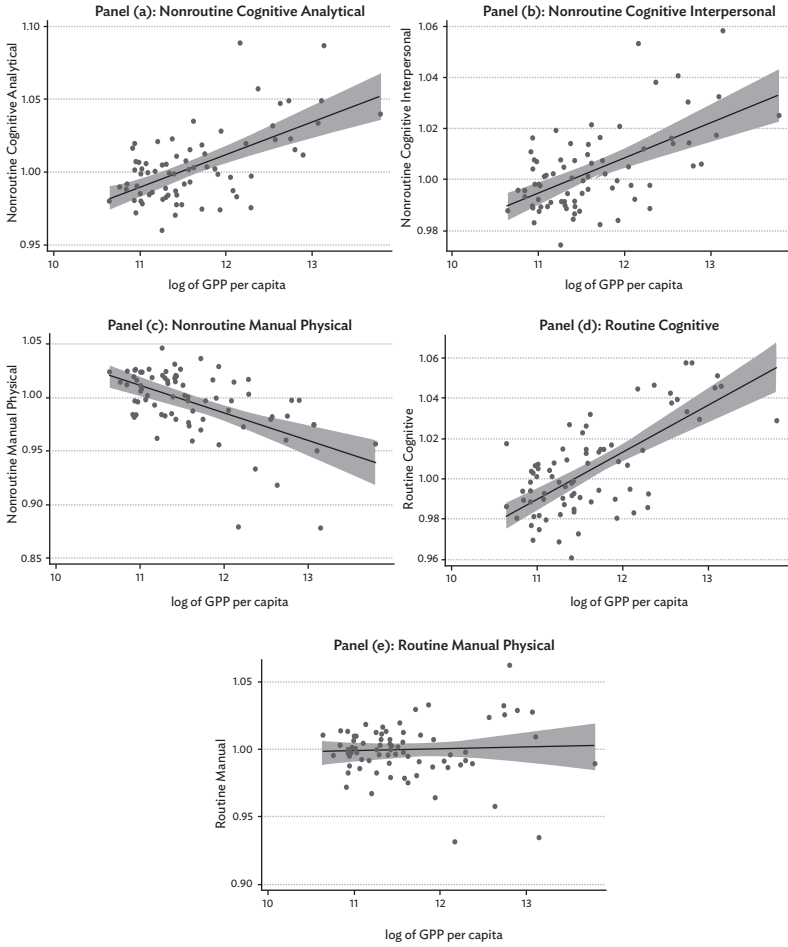 Panel (a): Nonroutine Cognitive Analytical
Nonroutine Cognitive Analytical
1.10
1.05
1.00
0.95
10
11
12
13
log of GPP per capita
Panel (b): Nonroutine Cognitive Interpersonal
Nonroutine Cognitive Interpersonal
1.06
1.04
1.02
1.00
0.98
10
11
12
13
log of GPP per capita
Panel (c): Nonroutine Manual Physical
Nonroutine Manual Physical
1.05
1.00
0.95
0.90
0.85
10
11
12
13
log of GPP per capita
Panel (d): Routine Cognitive
Routine Cognitive
1.06
1.04
1.02
1.00
0.98
0.96
10
11
12
13
log of GPP per capita
Panel (e): Routine Manual Physical
Routine Manual
1.05
1.00
0.95
0.90
10
11
12
13
log of GPP per capita